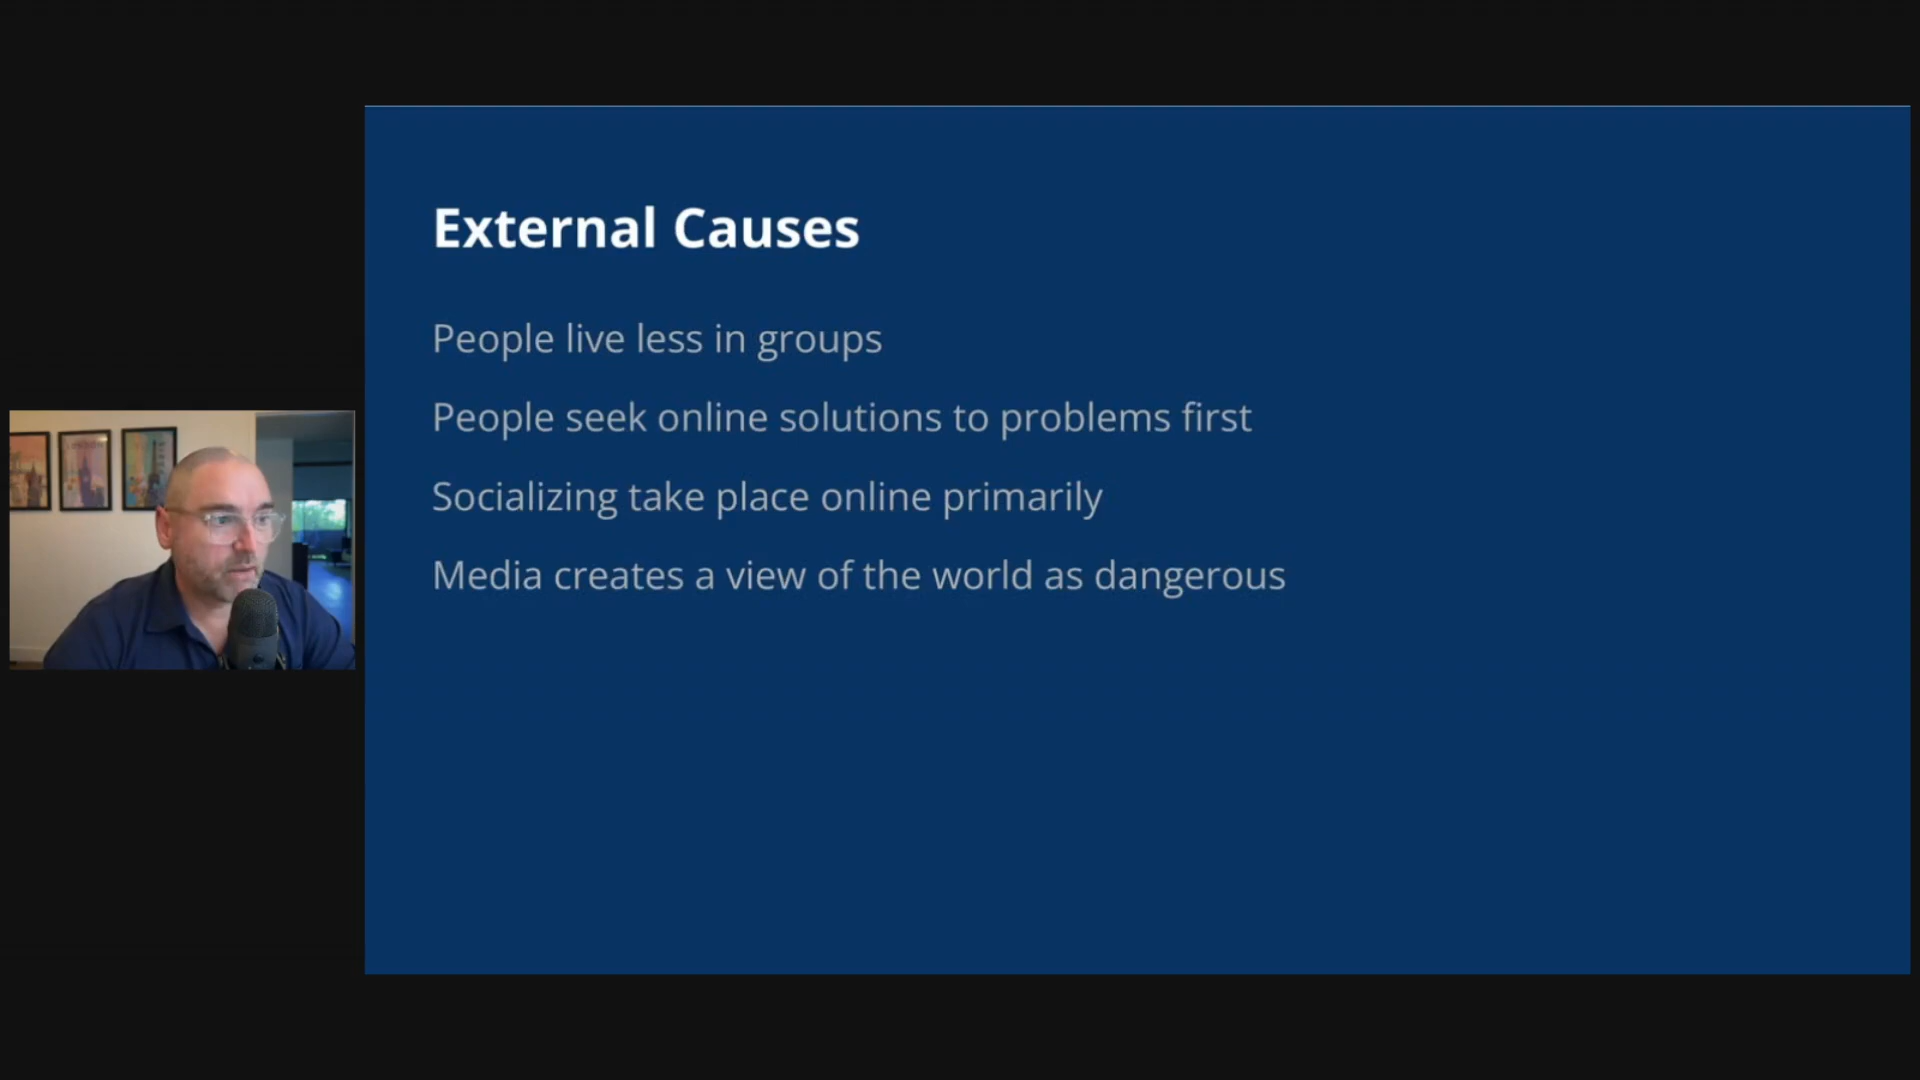 External Causes
People live less in groups
People seek online solutions to problems first
Socializing take place online primarily
Media creates a view of the world as dangerous